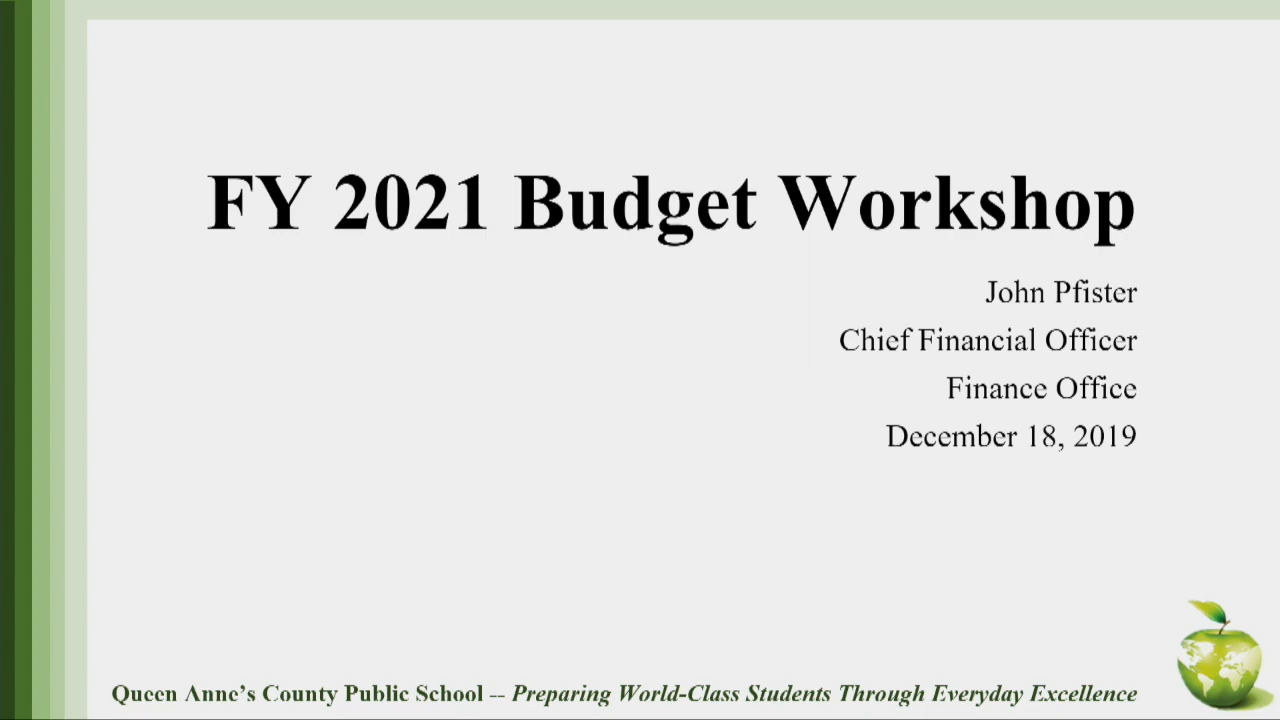 FY 2021 Budget Workshop
John Pfister
Chief Financial Officer
Finance Office
December 18, 2019
Queen Anne's County Public School -- Preparing World-Class Students Through Everyday Excellence